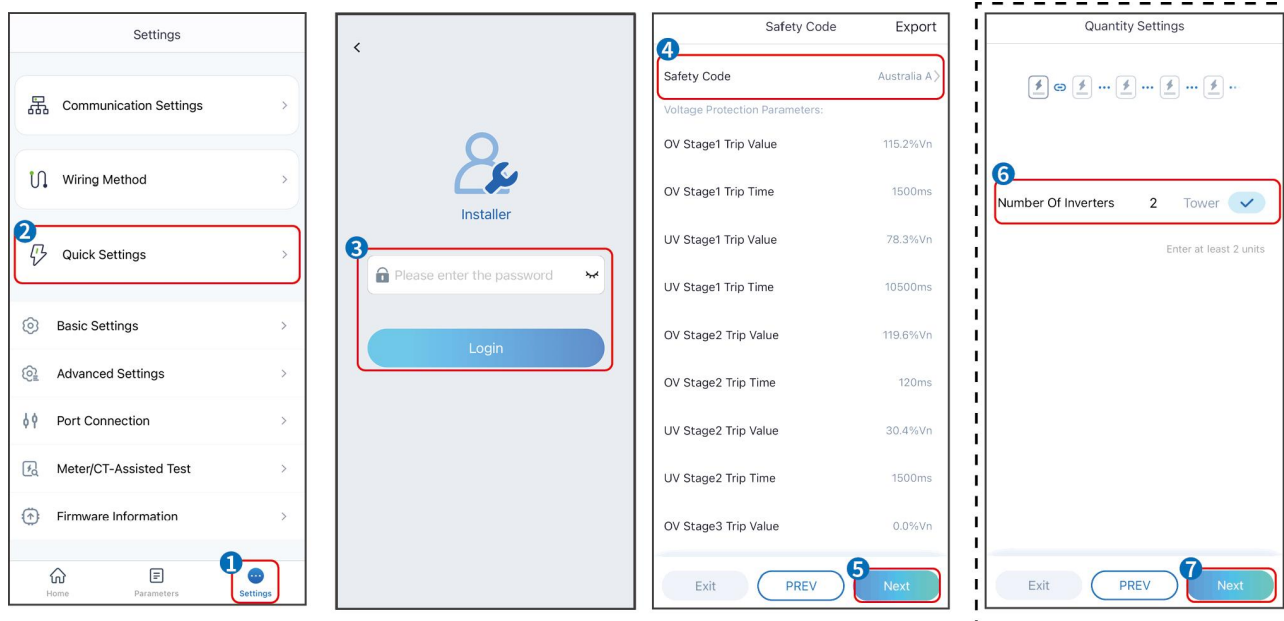 Settings
Communication Settings
Wiring Method
2
Quick Settings
Basic Settings
Advanced Settings
Port Connection
Meter/CT-Assisted Test
Firmware Information
1
Home
Parameters
Settings
Installer
3
Please enter the password
Login
Safety Code Export
4
Safety Code Australia A
Voltage Protection Parameters:
OV Stage1 Trip Value 115.2%Vn
OV Stage1 Trip Time 1500ms
UV Stage1 Trip Value 78.3%Vn
UV Stage1 Trip Time 10500ms
OV Stage2 Trip Value 119.6%Vn
OV Stage2 Trip Time 120ms
UV Stage2 Trip Value 30.4%Vn
UV Stage2 Trip Time 1500ms
OV Stage3 Trip Value 0.0%Vn
5
Exit PREV Next
Quantity Settings
6
Number Of Inverters 2 Tower
Enter at least 2 units
7
Exit PREV Next